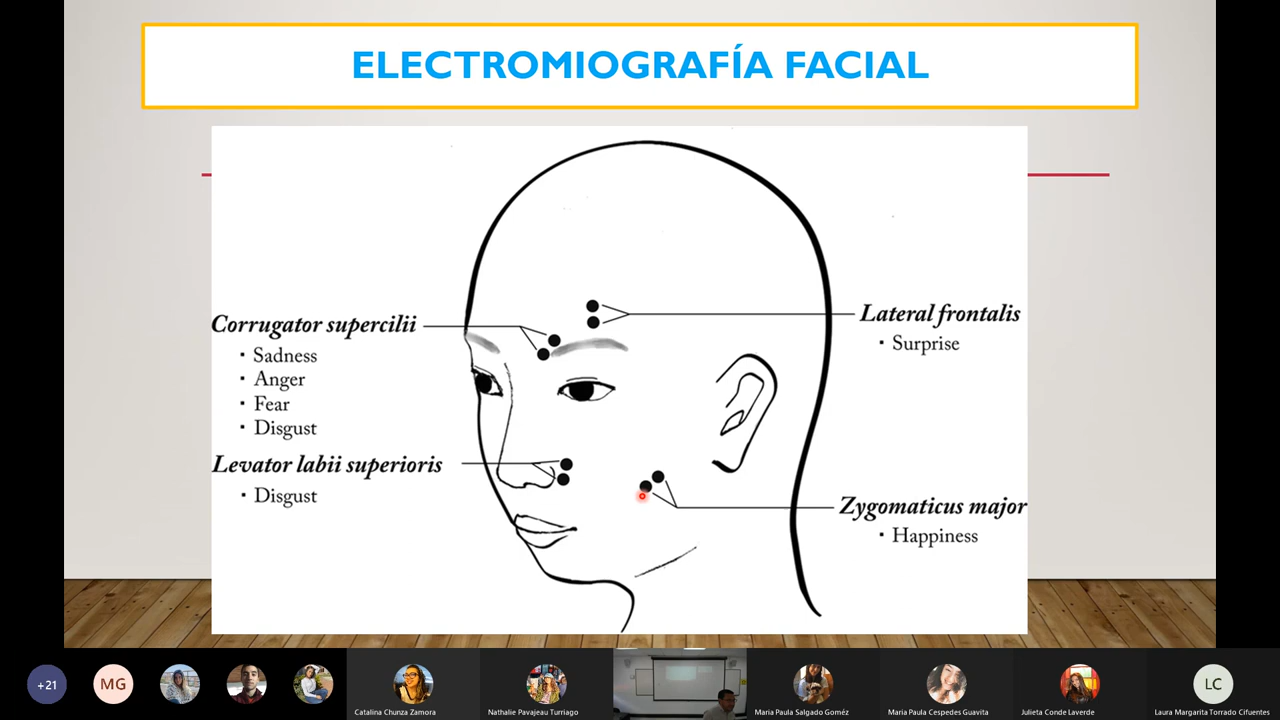 ELECTROMIOGRAFÍA FACIAL
Corrugator supercilii
· Sadness
· Anger
· Fear
· Disgust
Levator labii superioris
· Disgust
Lateral frontalis
· Surprise
Zygomaticus major
· Happiness
+21
MG
Catalina Chunza Zamora
Nathalie Pavajeau Turriago
Maria Paula Salgado Goméz
Maria Paula Cespedes Guavita
Julieta Conde Laverde
LC
Laura Margarita Torrado Cifuentes